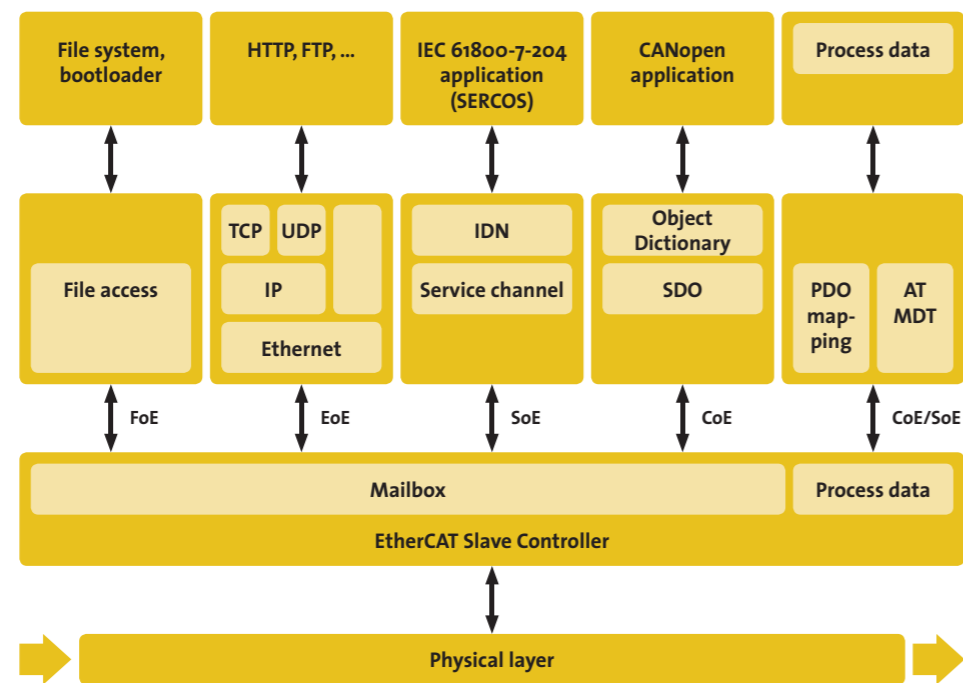 File system,
bootloader
HTTP, FTP, ...
IEC 61800-7-204
application
(SERCOS)
CANopen
application
Process data
File access
TCP
UDP
IP
Ethernet
IDN
Service channel
Object
Dictionary
SDO
PDO
map-
ping
AT
MDT
FoE
EoE
SoE
CoE
CoE/SoE
Mailbox
Process data
EtherCAT Slave Controller
Physical layer